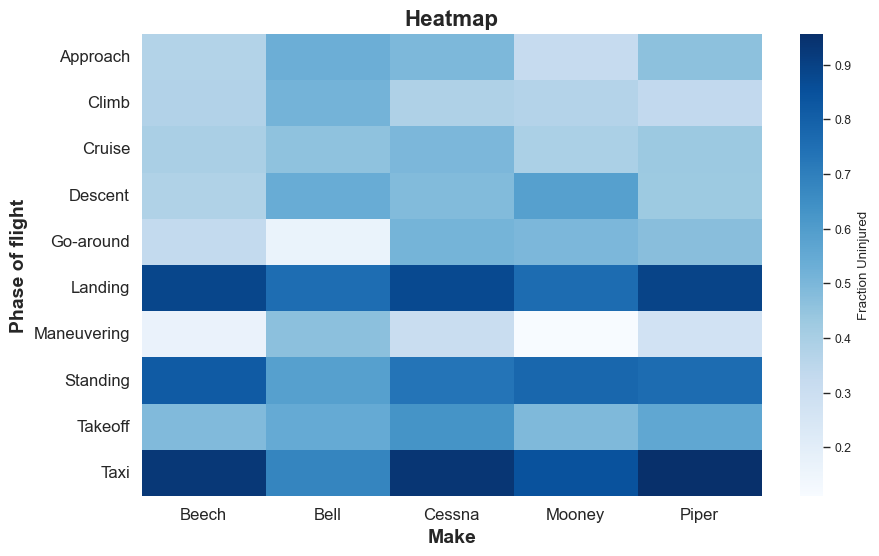 Heatmap
Phase of flight
Approach
Climb
Cruise
Descent
Go-around
Landing
Maneuvering
Standing
Takeoff
Taxi
Beech Bell Cessna Mooney Piper
Make
0.9
0.8
0.7
0.6
0.5
0.4
0.3
0.2
Fraction Uninjured